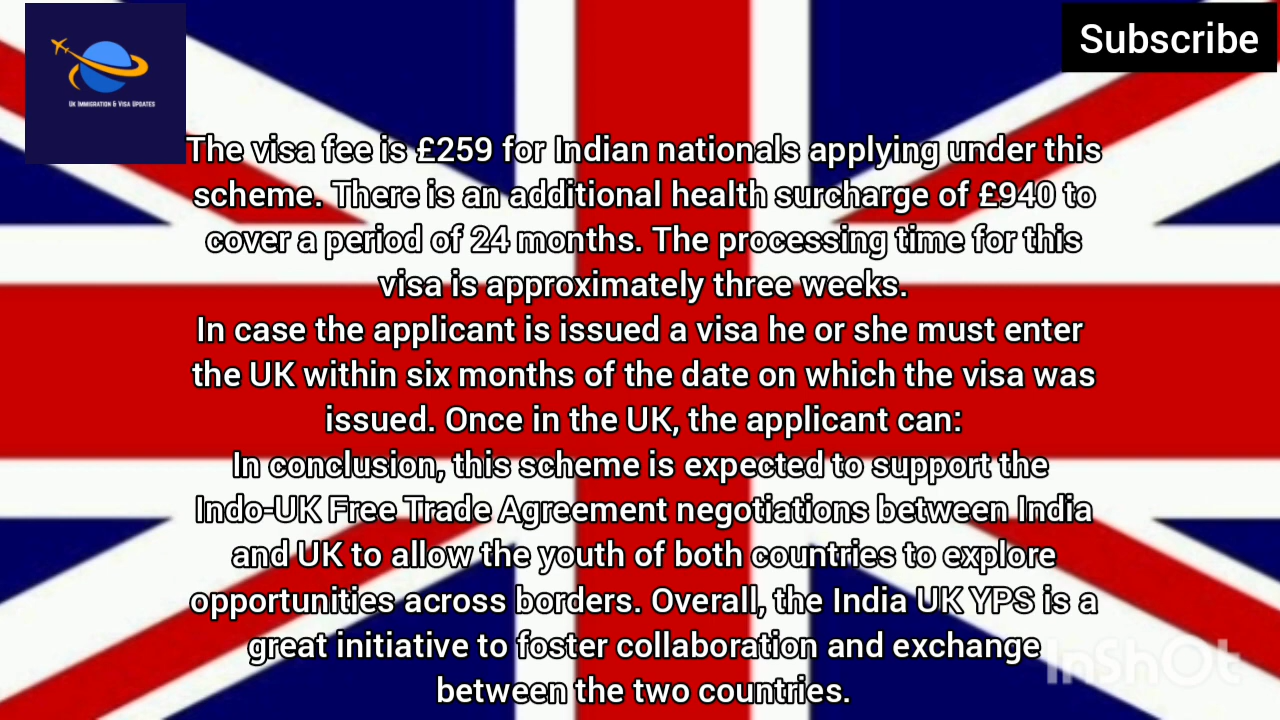 Subscribe
UK Immigration & Visa Updates
The visa fee is £259 for Indian nationals applying under this
scheme. There is an additional health surcharge of £940 to
cover a period of 24 months. The processing time for this
visa is approximately three weeks.
In case the applicant is issued a visa he or she must enter
the UK within six months of the date on which the visa was
issued. Once in the UK, the applicant can:
In conclusion, this scheme is expected to support the
Indo-UK Free Trade Agreement negotiations between India
and UK to allow the youth of both countries to explore
opportunities across borders. Overall, the India UK YPS is a
great initiative to foster collaboration and exchange
between the two countries.
InShOt